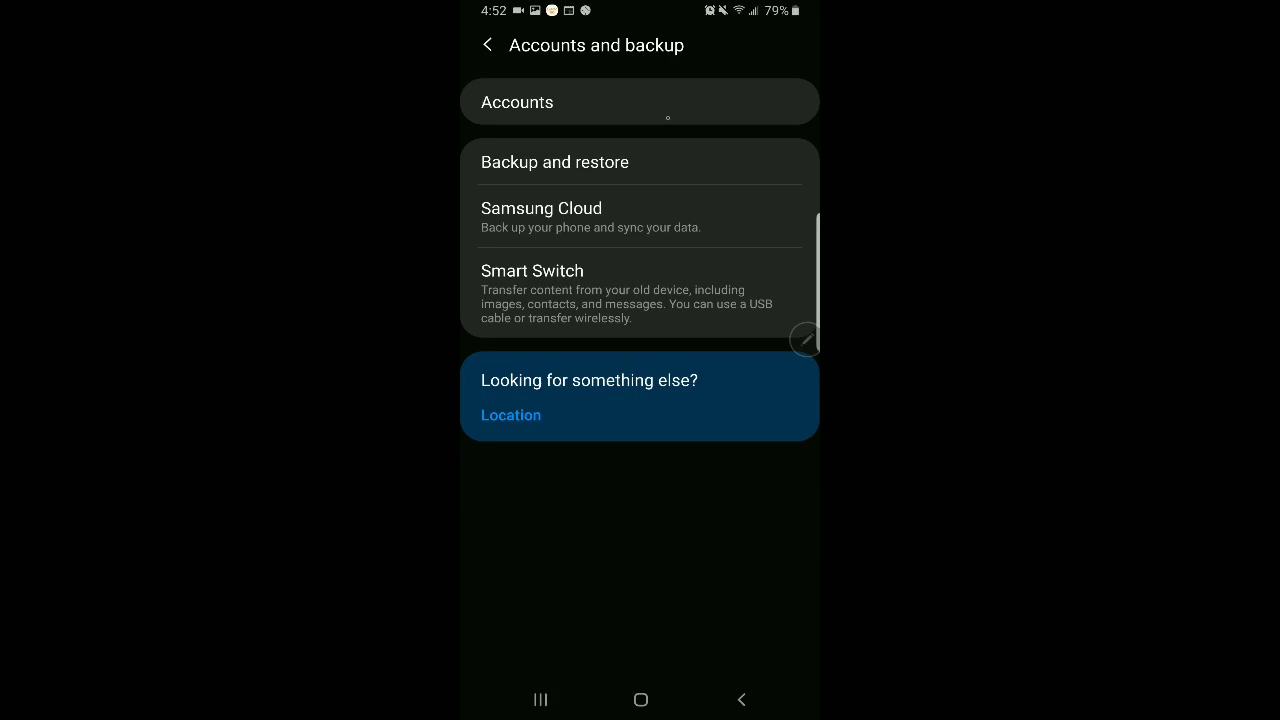 4:52
79%
Accounts and backup
Accounts
Backup and restore
Samsung Cloud
Back up your phone and sync your data.
Smart Switch
Transfer content from your old device, including
images, contacts, and messages. You can use a USB
cable or transfer wirelessly.
Looking for something else?
Location